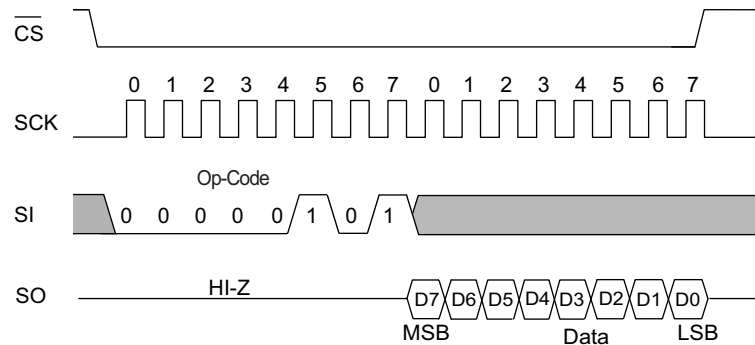 CS
0 1 2 3 4 5 6 7 0 1 2 3 4 5 6 7
SCK
Op-Code
SI 0 0 0 0 0 1 0 1
HI-Z
SO D7 D6 D5 D4 D3 D2 D1 D0
MSB Data LSB